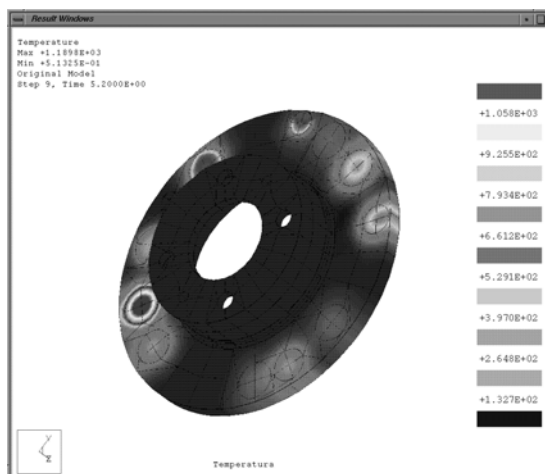 Result Windows
Temperature
Max +1.1898E+03
Min +5.1325E-01
Original Model
Step 9, Time 5.2000E+00
+1.058E+03
+9.255E+02
+7.934E+02
+6.612E+02
+5.291E+02
+3.970E+02
+2.648E+02
+1.327E+02
Y
Z
Temperatura